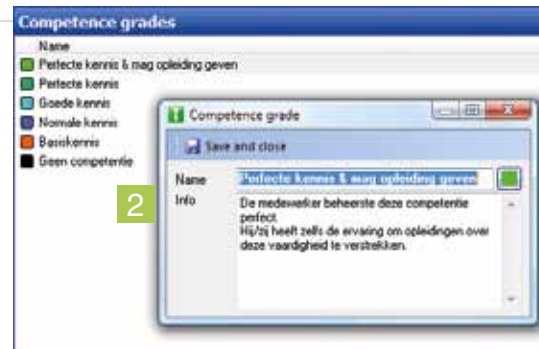 Competence grades
Name
Perfecte kennis & mag opleiding geven
Perfecte kennis
Goede kennis
Normale kennis
Basiskennis
Geen competentie
Competence grade
Save and close
Name
Perfecte kennis & mag opleiding geven
Info
De medewerker beheerste deze competentie
perfect.
Hij/zij heeft zelfs de ervaring om opleidingen over
deze vaardigheid te verstrekken.
2